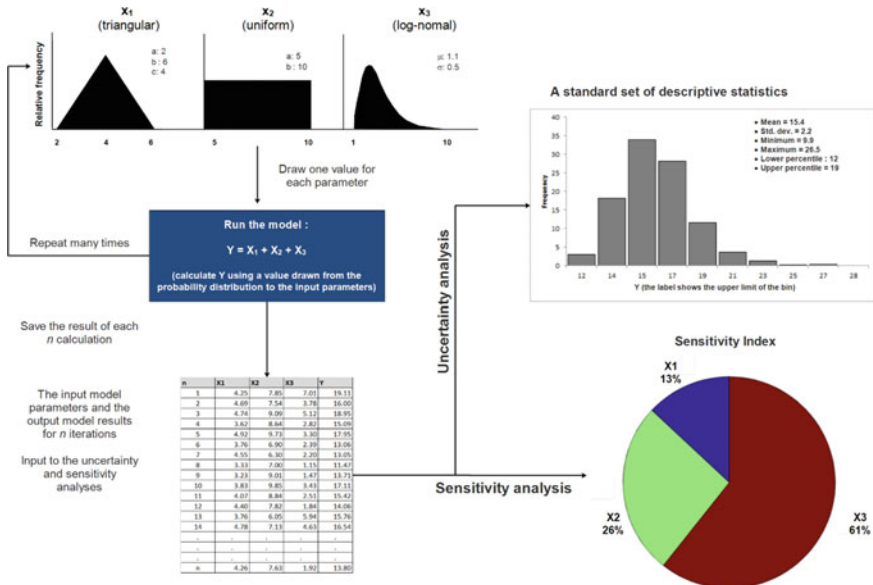 X1
(triangular)
X2
(uniform)
X3
(log-nomal)
Relative frequency
a: 2
b : 6
c: 4
a : 5
b : 10
μ: 1.1
σ: 0.5
2 4 6
5 10
1 10
Draw one value for
each parameter
Repeat many times
Run the model :
Y = X1 + X2 + X3
(calculate Y using a value drawn from the
probability distribution to the input parameters)
Save the result of each
n calculation
The input model
parameters and the
output model results
for n iterations
Input to the uncertainty
and sensitivity
analyses
n X1 X2 X3 Y
1 4.25 7.85 7.01 19.11
2 4.69 7.54 3.78 16.00
3 4.74 9.09 5.12 18.95
4 3.62 8.64 2.82 15.09
5 4.92 9.73 3.30 17.95
6 3.76 6.90 2.39 13.06
7 4.55 6.30 2.20 13.05
8 3.33 7.00 1.15 11.47
9 3.23 9.01 1.47 13.71
10 3.83 9.85 3.43 17.11
11 4.07 8.84 2.51 15.42
12 4.40 7.82 1.84 14.06
13 3.76 6.05 5.94 15.76
14 4.78 7.13 4.63 16.54
. . . . .
. . . . .
. . . . .
n 4.26 7.63 1.92 13.80
Uncertainty analysis
Sensitivity analysis
A standard set of descriptive statistics
Frequency
40
35
30
25
20
15
10
5
0
• Mean = 15.4
• Std. dev. = 2.2
• Minimum = 9.9
• Maximum = 26.5
• Lower percentile : 12
• Upper percentile = 19
12 14 15 17 19 21 23 25 27 28
Y (the label shows the upper limit of the bin)
Sensitivity Index
X1
13%
X2
26%
X3
61%